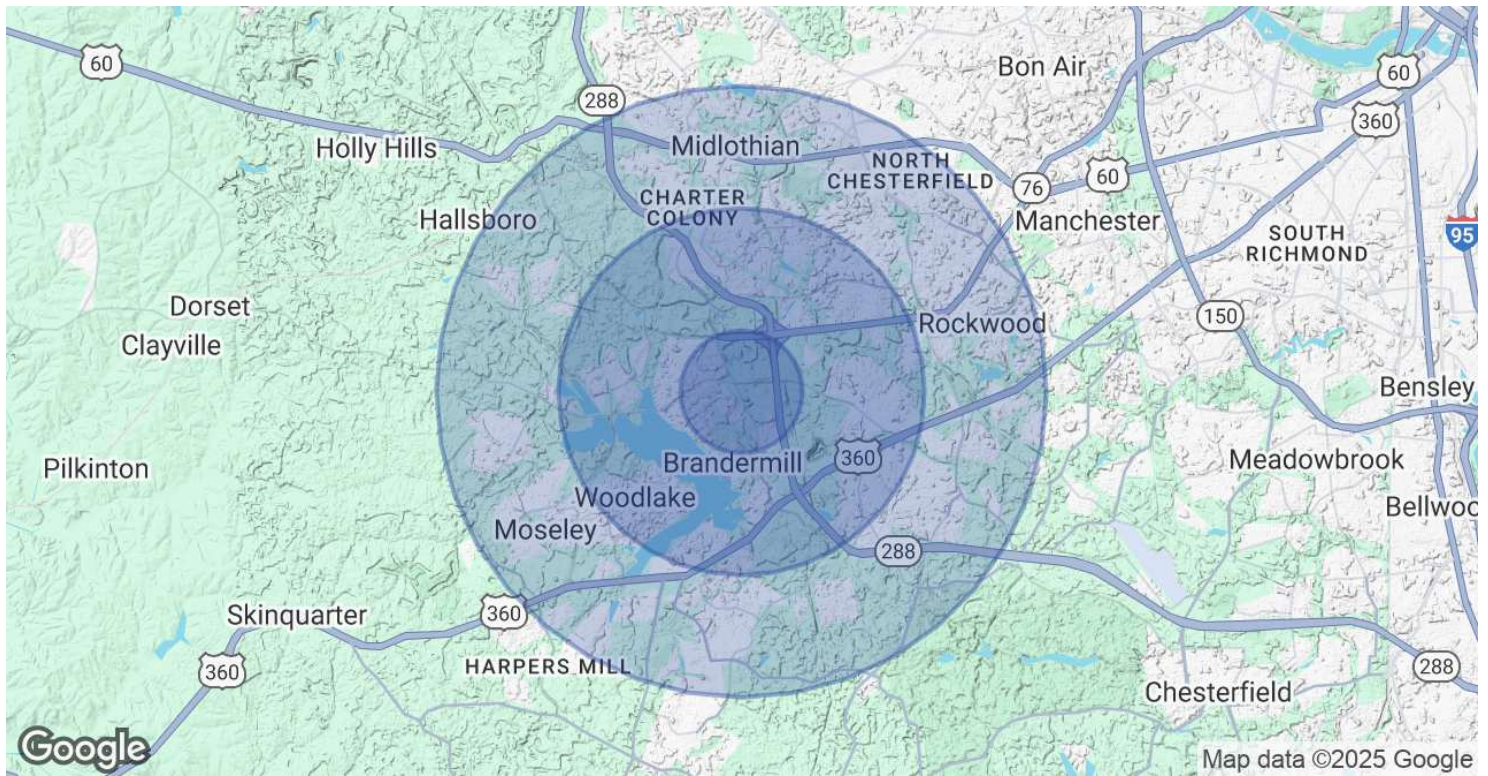 60
Bon Air
60
288
360
Holly Hills
Midlothian
NORTH
CHESTERFIELD
76
60
CHARTER
COLONY
Hallsboro
Manchester
SOUTH
RICHMOND
95
Dorset
Clayville
Rockwood
150
Bensley
Pilkinton
Brandermill
360
Meadowbrook
Woodlake
Moseley
Bellwoo
288
Skinquarter
360
360
HARPERS MILL
288
Chesterfield
Google
Map data ©2025 Google